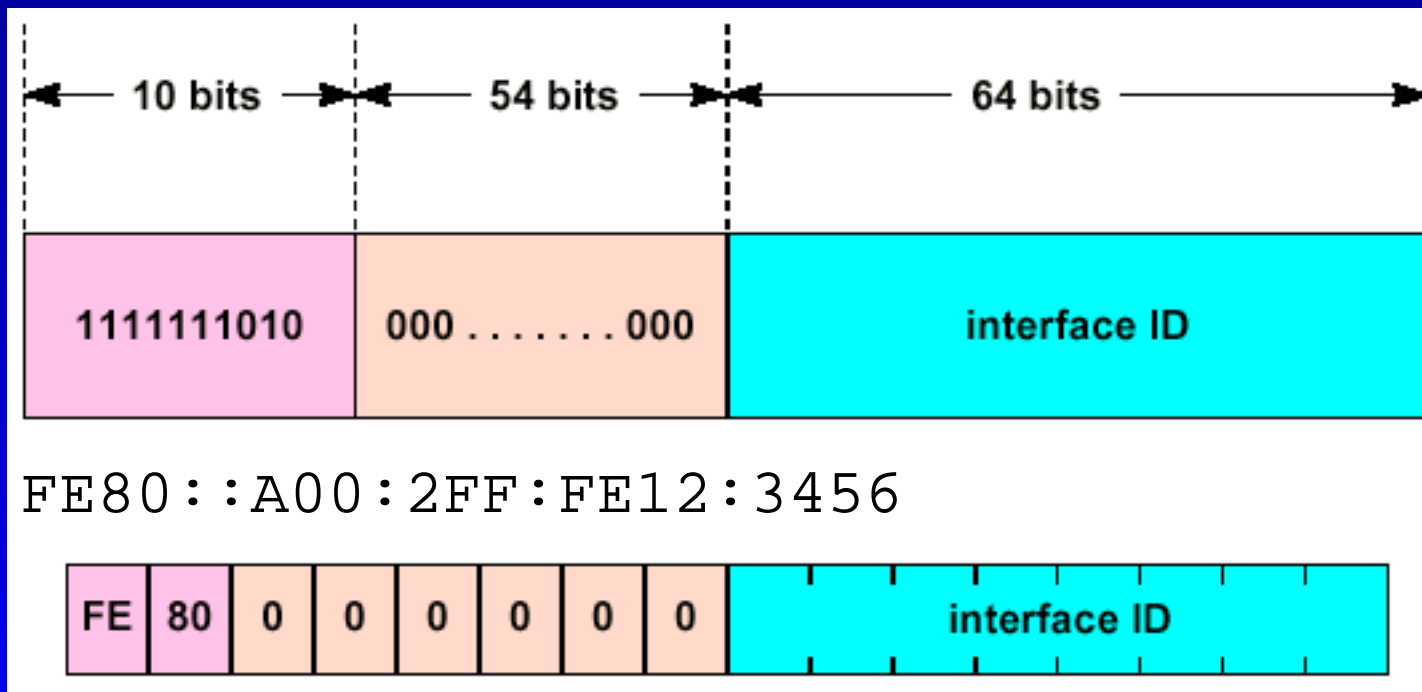 10 bits 54 bits 64 bits
1111111010 000.......000 interface ID
FE80::A00:2FF:FE12:3456
FE 80 0 0 0 0 0 0 interface ID